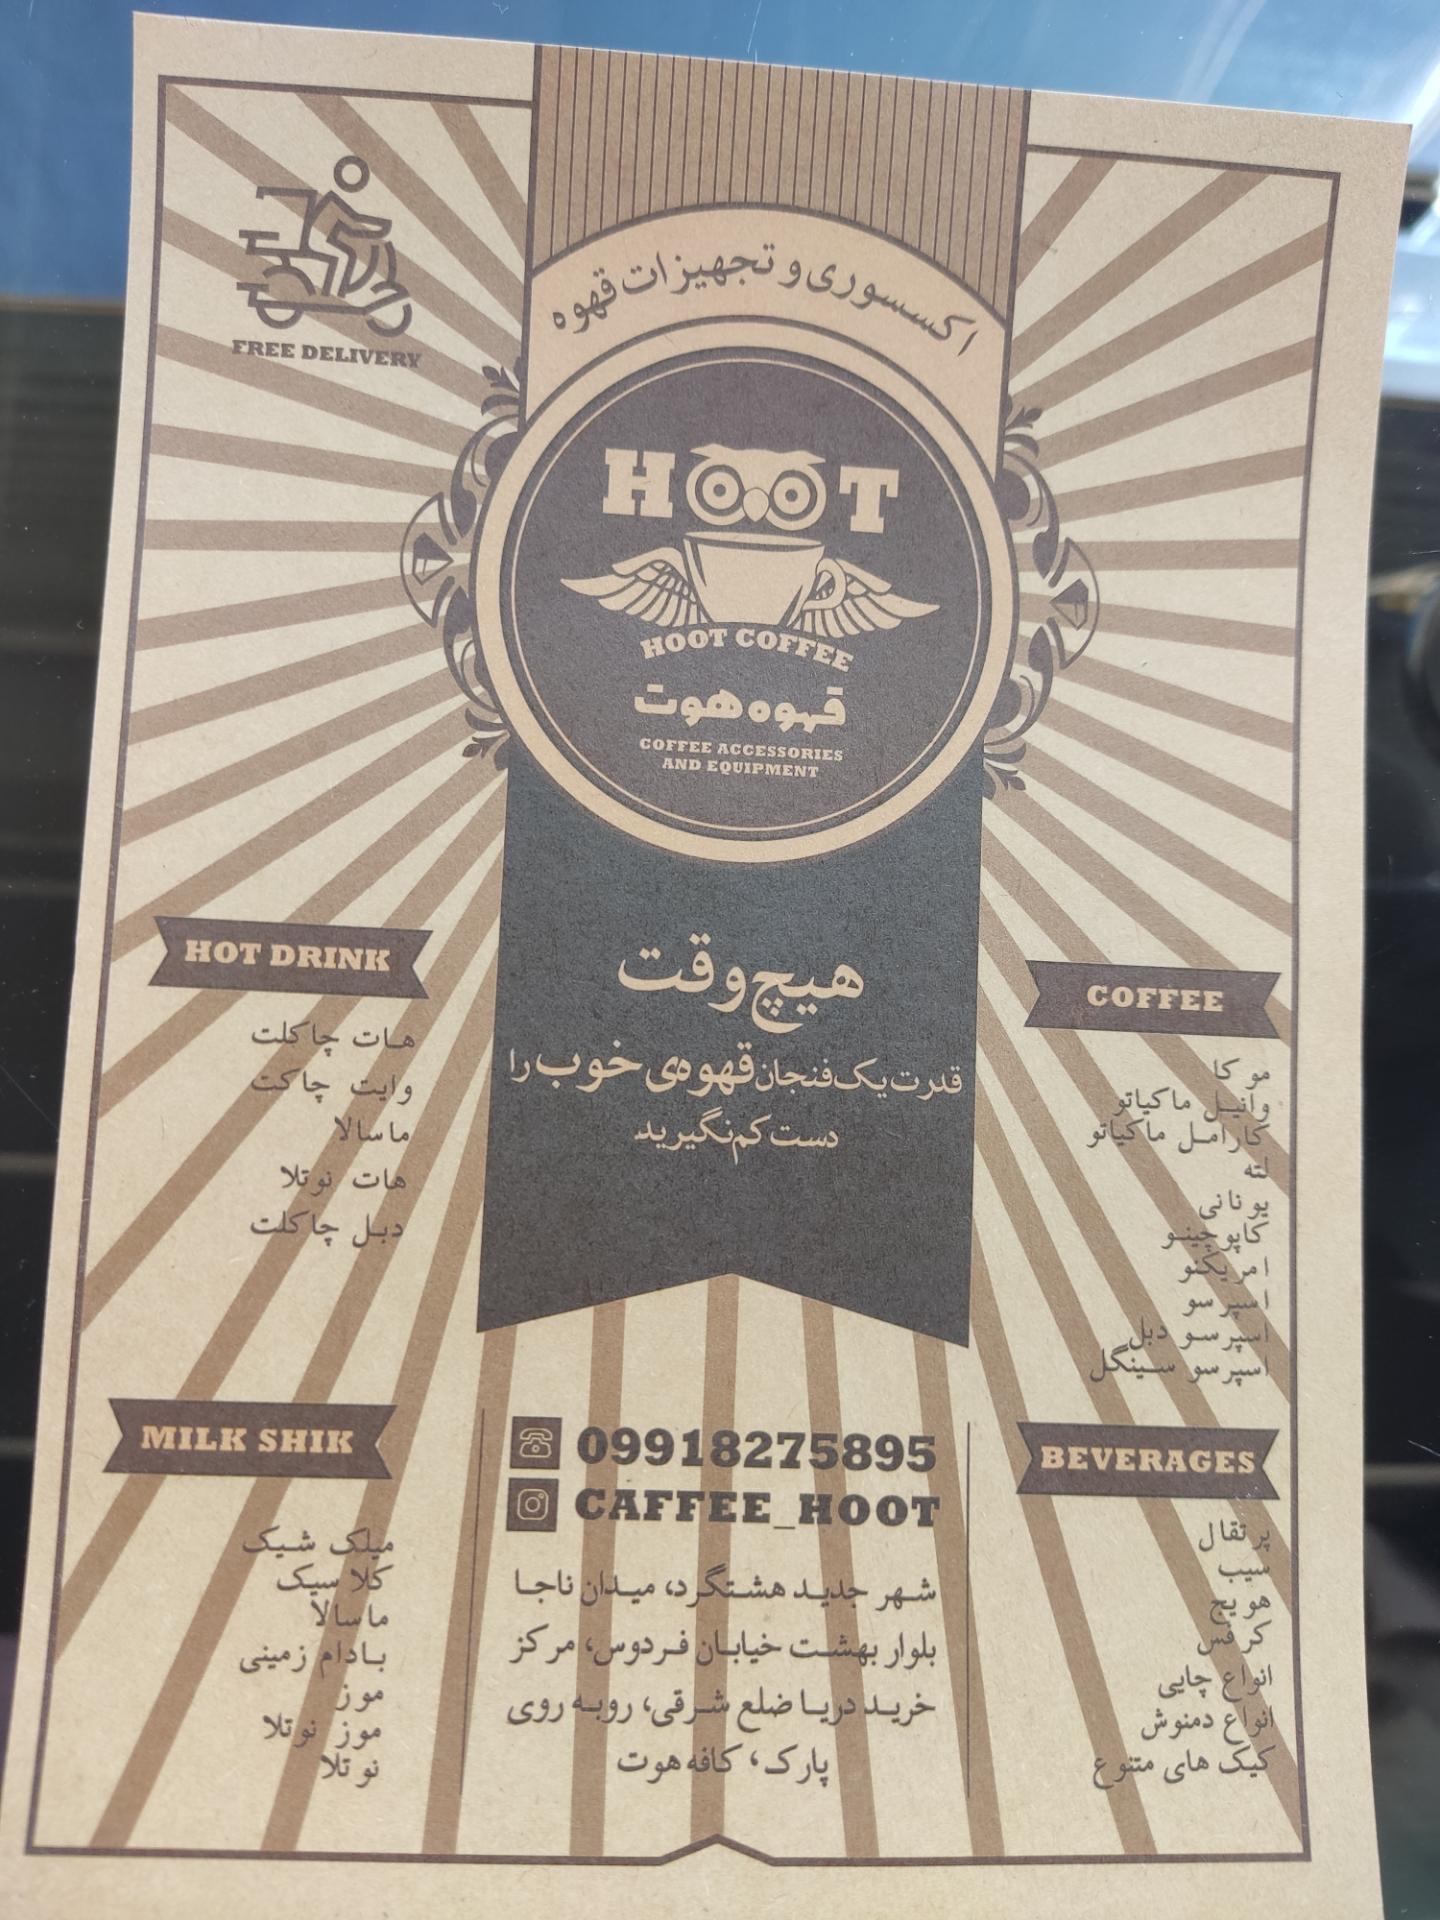 FREE DELIVERY
اکسسوری و تجهیزات قهوه
HOOT
HOOT COFFEE
قهوه هوت
COFFEE ACCESSORIES
AND EQUIPMENT
هیچ وقت
قدرت یک فنجان قهوه‌ی خوب را
دست کم نگیرید
HOT DRINK
هات چاکلت
وایت چاکت
ماسالا
هات نوتلا
دبل چاکلت
COFFEE
موکا
وانیل ماکیاتو
کارامل ماکیاتو
لته
یونانی
کاپوچینو
امریکنو
اسپرسو
اسپرسو دبل
اسپرسو سینگل
MILK SHIK
میلک شیک
کلاسیک
ماسالا
بادام زمینی
موز
موز نوتلا
نوتلا
09918275895
CAFFEE_HOOT
شهر جدید هشتگرد، میدان ناجا
بلوار بهشت خیابان فردوس، مرکز
خرید دریا ضلع شرقی، روبه روی
پارک، کافه هوت
BEVERAGES
پرتقال
سیب
هویج
کرفس
انواع چایی
انواع دمنوش
کیک های متنوع